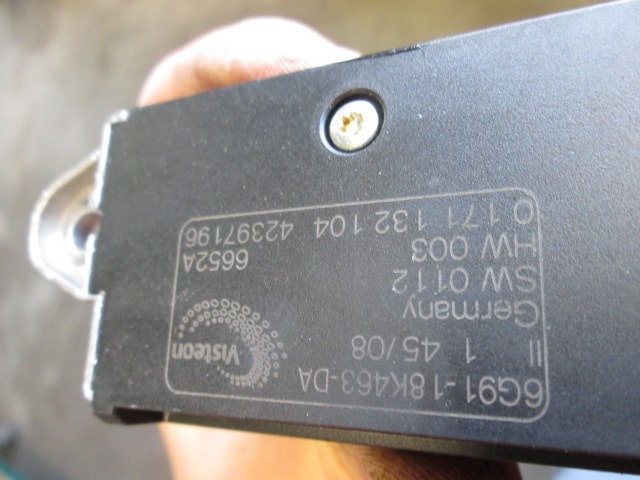 6G91-18K463-DA
II 1 45/08
Visteon
Germany
SW 0112
HW 003 6652A
0 171 132 104 42397196